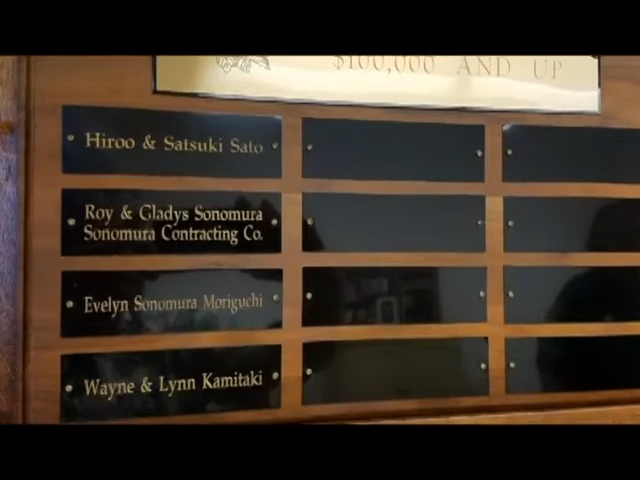 $100,000 AND UP
Hiroo & Satsuki Sato
Roy & Gladys Sonomura
Sonomura Contracting Co.
Evelyn Sonomura Moriguchi
Wayne & Lynn Kamitaki